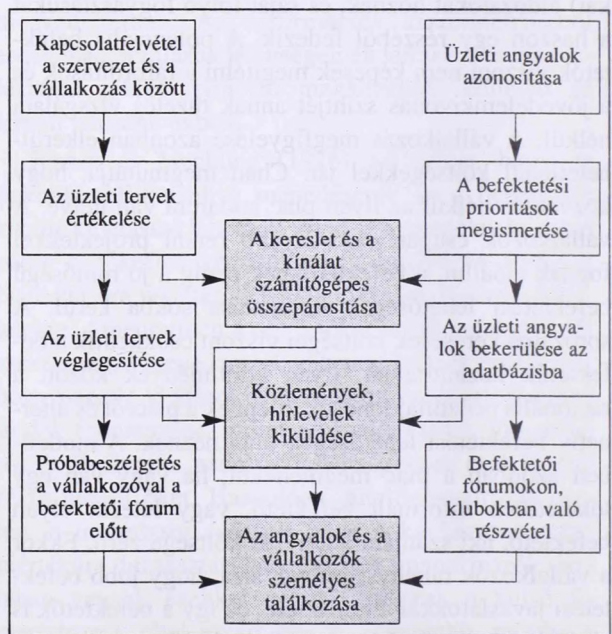 Kapcsolatfelvétel
a szervezet és a
vállalkozás között
Az üzleti tervek
értékelése
Az üzleti tervek
véglegesítése
Próbabeszélgetés
a vállalkozóval a
befektetői fórum
előtt
A kereslet és a
kínálat
számítógépes
összepárosítása
Közlemények,
hírlevelek
kiküldése
Az angyalok és a
vállalkozók
személyes
találkozása
Üzleti angyalok
azonosítása
A befektetési
prioritások
megismerése
Az üzleti angya-
lok bekerülése az
adatbázisba
Befektetői
fórumokon,
klubokban való
részvétel